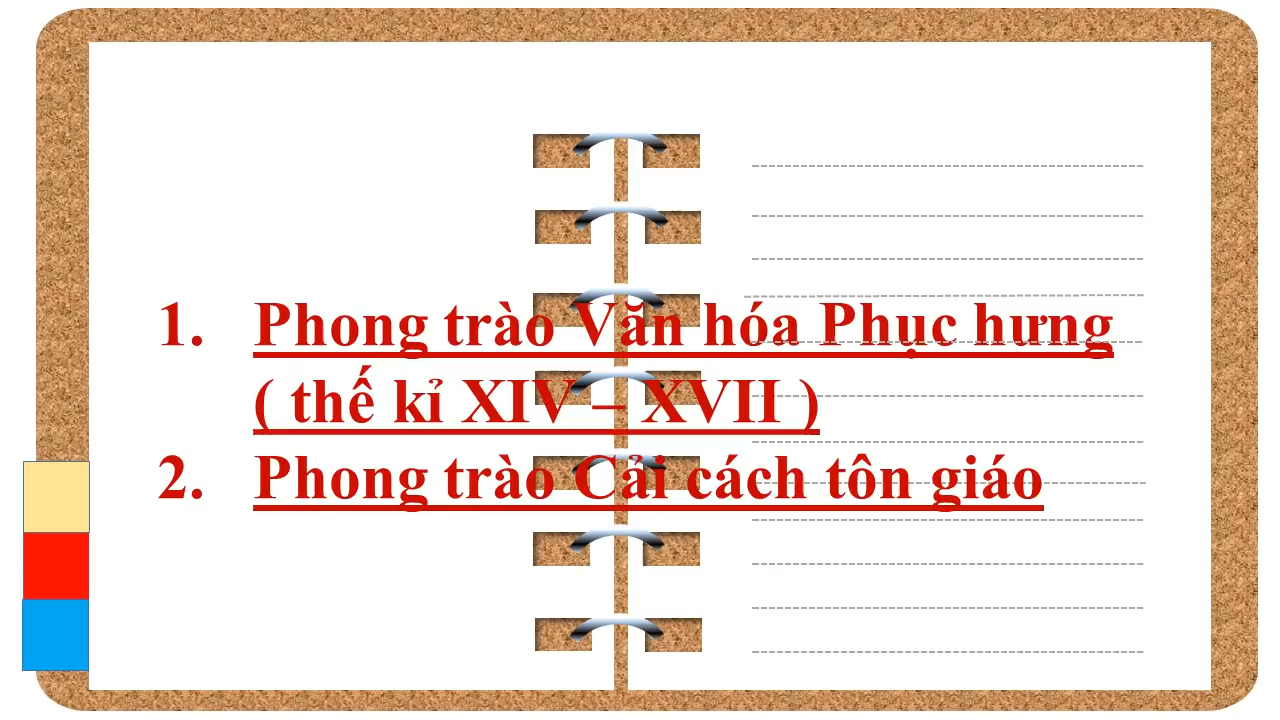 1. Phong trào Văn hóa Phục hưng
( thế kỉ XIV – XVII )
2. Phong trào Cải cách tôn giáo